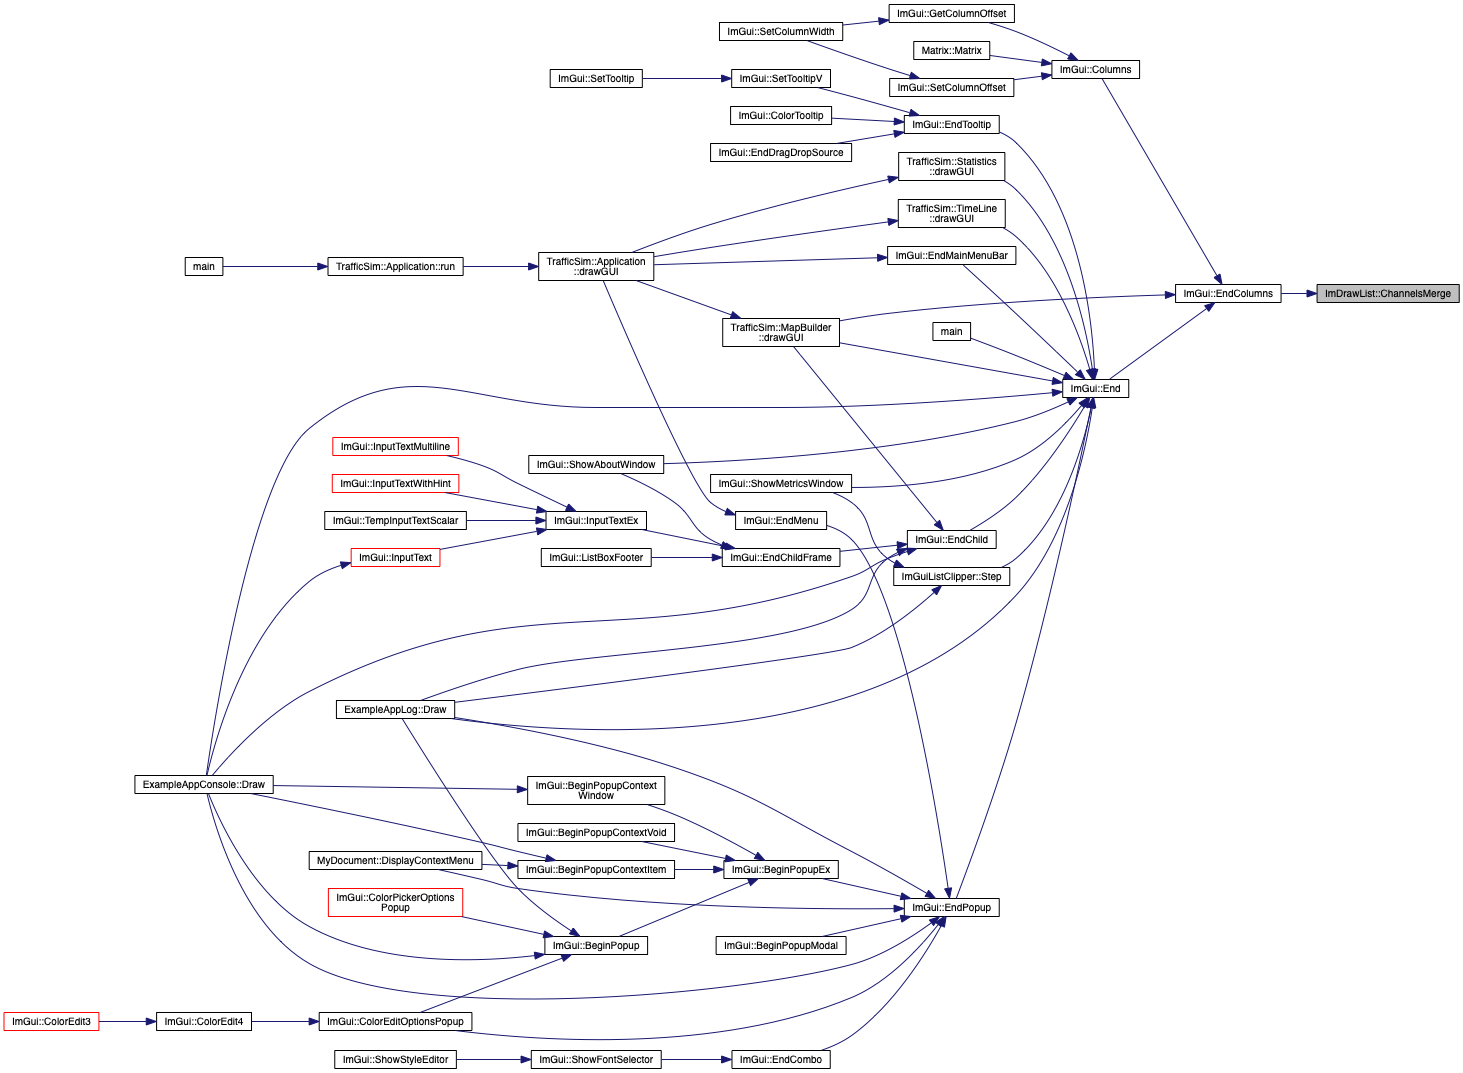 ImGui::GetColumnOffset
ImGui::SetColumnWidth
Matrix::Matrix
ImGui::Columns
ImGui::SetTooltip
ImGui::SetTooltipV
ImGui::SetColumnOffset
ImGui::ColorTooltip
ImGui::EndTooltip
ImGui::EndDragDropSource
TrafficSim::Statistics
::drawGUI
TrafficSim::TimeLine
::drawGUI
main
TrafficSim::Application::run
TrafficSim::Application
::drawGUI
ImGui::EndMainMenuBar
ImGui::EndColumns
ImDrawList::ChannelsMerge
TrafficSim::MapBuilder
::drawGUI
main
ImGui::End
ImGui::InputTextMultiline
ImGui::ShowAboutWindow
ImGui::InputTextWithHint
ImGui::ShowMetricsWindow
ImGui::TempInputTextScalar
ImGui::InputTextEx
ImGui::EndMenu
ImGui::EndChild
ImGui::InputText
ImGui::ListBoxFooter
ImGui::EndChildFrame
ImGuiListClipper::Step
ExampleAppLog::Draw
ExampleAppConsole::Draw
ImGui::BeginPopupContext
Window
ImGui::BeginPopupContextVoid
MyDocument::DisplayContextMenu
ImGui::BeginPopupContextItem
ImGui::BeginPopupEx
ImGui::ColorPickerOptions
Popup
ImGui::EndPopup
ImGui::BeginPopup
ImGui::BeginPopupModal
ImGui::ColorEdit3
ImGui::ColorEdit4
ImGui::ColorEditOptionsPopup
ImGui::ShowStyleEditor
ImGui::ShowFontSelector
ImGui::EndCombo